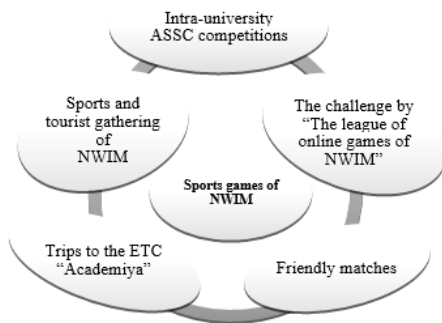 Intra-university
ASSC competitions
Sports and
tourist gathering
of
NWIM
The challenge by
“The league of
online games of
NWIM”
Sports games of
NWIM
Trips to the ETC
“Academiya”
Friendly matches